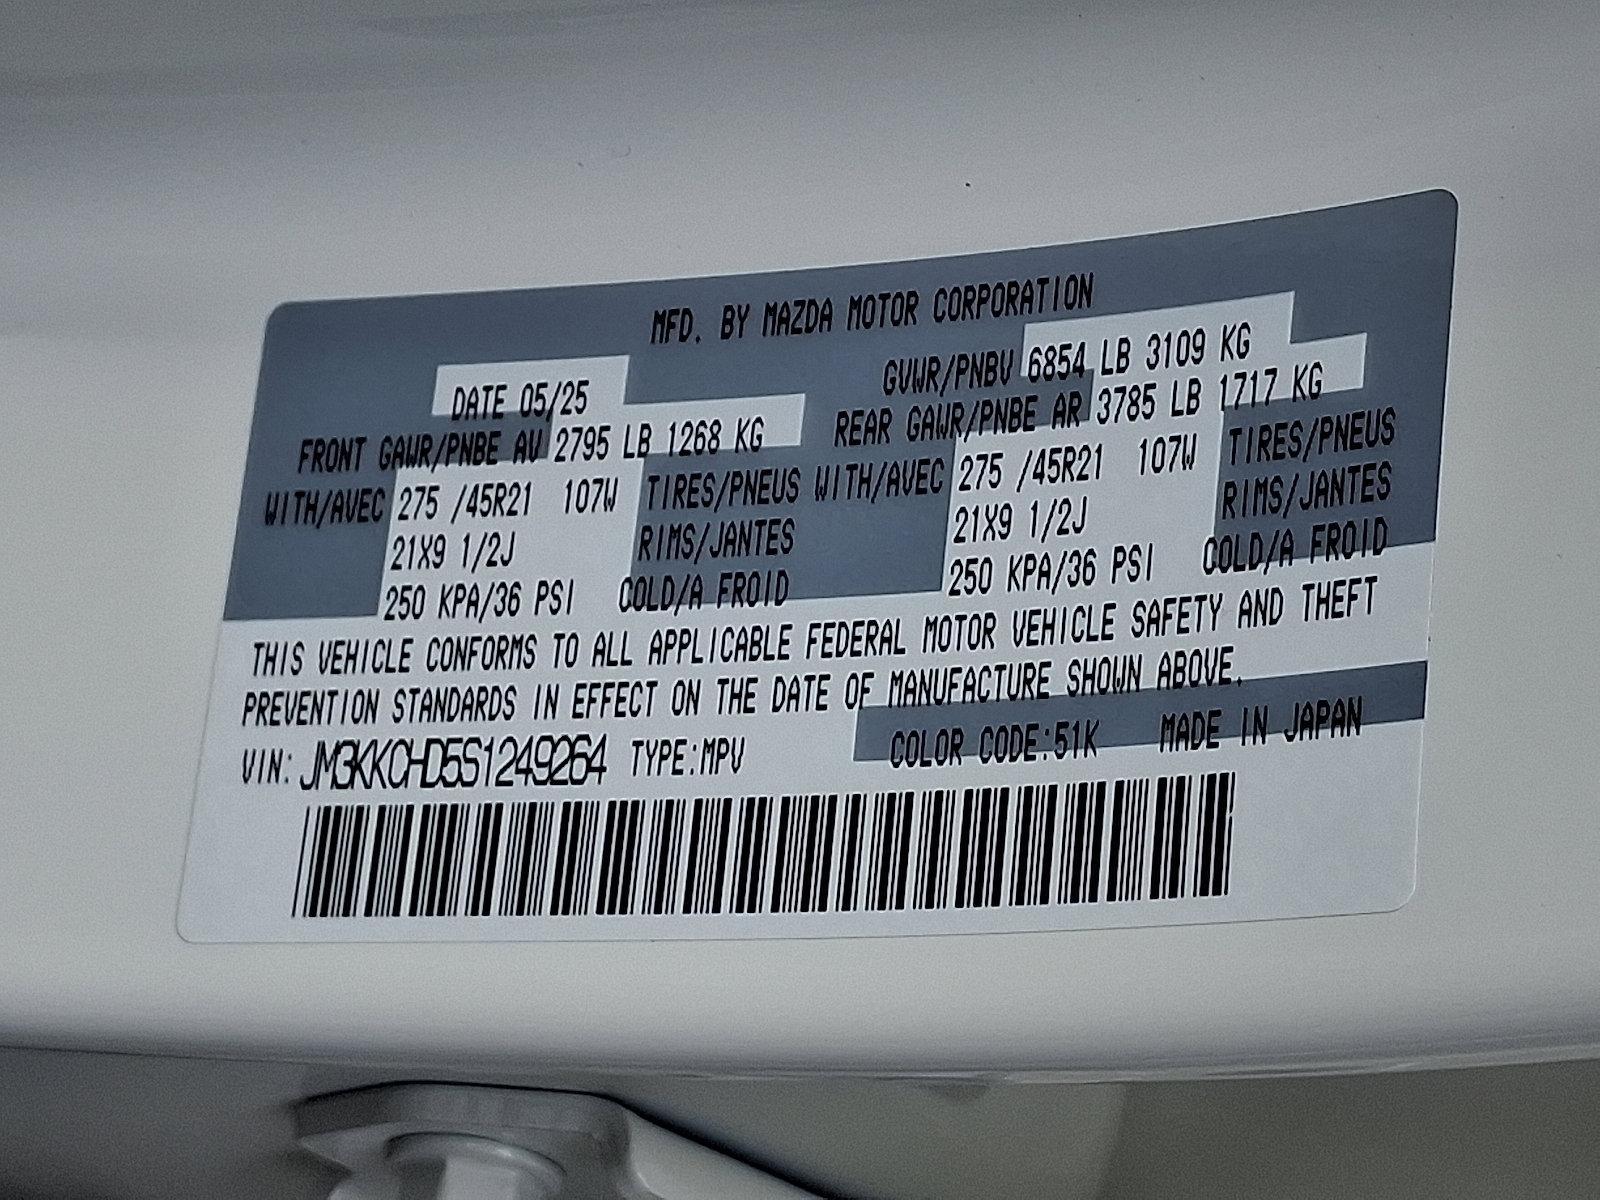 MFD. BY MAZDA MOTOR CORPORATION
DATE 05/25 GVWR/PNBV 6854 LB 3109 KG
FRONT GAWR/PNBE AV 2795 LB 1268 KG REAR GAWR/PNBE AR 3785 LB 1717 KG
WITH/AVEC 275 /45R21 107W TIRES/PNEUS WITH/AVEC 275 /45R21 107W TIRES/PNEUS
21X9 1/2J RIMS/JANTES 21X9 1/2J RIMS/JANTES
250 KPA/36 PSI COLD/A FROID 250 KPA/36 PSI COLD/A FROID
THIS VEHICLE CONFORMS TO ALL APPLICABLE FEDERAL MOTOR VEHICLE SAFETY AND THEFT
PREVENTION STANDARDS IN EFFECT ON THE DATE OF MANUFACTURE SHOWN ABOVE.
VIN: JM3KKCHD5S1249264 TYPE:MPV COLOR CODE:51K MADE IN JAPAN